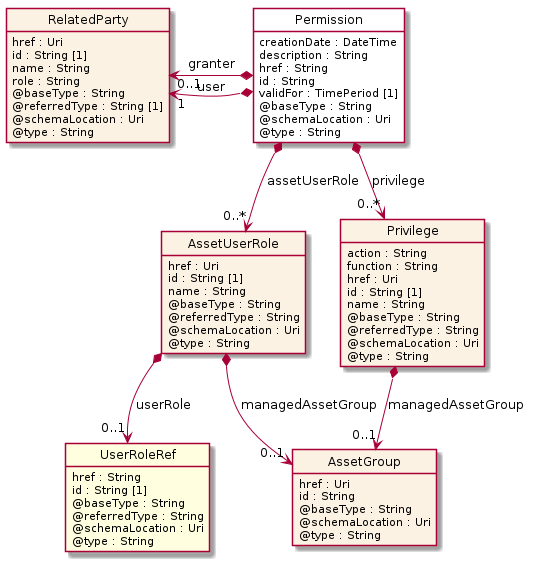 RelatedParty
href : Uri
id : String [1]
name : String
role : String
@baseType : String
@referredType : String [1]
@schemaLocation : Uri
@type : String
Permission
creationDate : DateTime
description : String
href : String
id : String
validFor : TimePeriod [1]
@baseType : String
@schemaLocation : Uri
@type : String
granter
0..1
user
1
assetUserRole
0..*
privilege
0..*
AssetUserRole
href : Uri
id : String [1]
name : String
@baseType : String
@referredType : String
@schemaLocation : Uri
@type : String
Privilege
action : String
function : String
href : Uri
id : String [1]
name : String
@baseType : String
@referredType : String
@schemaLocation : Uri
@type : String
userRole
0..1
managedAssetGroup
0..1
managedAssetGroup
0..1
UserRoleRef
href : String
id : String [1]
@baseType : String
@referredType : String
@schemaLocation : Uri
@type : String
AssetGroup
href : Uri
id : String
@baseType : String
@schemaLocation : Uri
@type : String